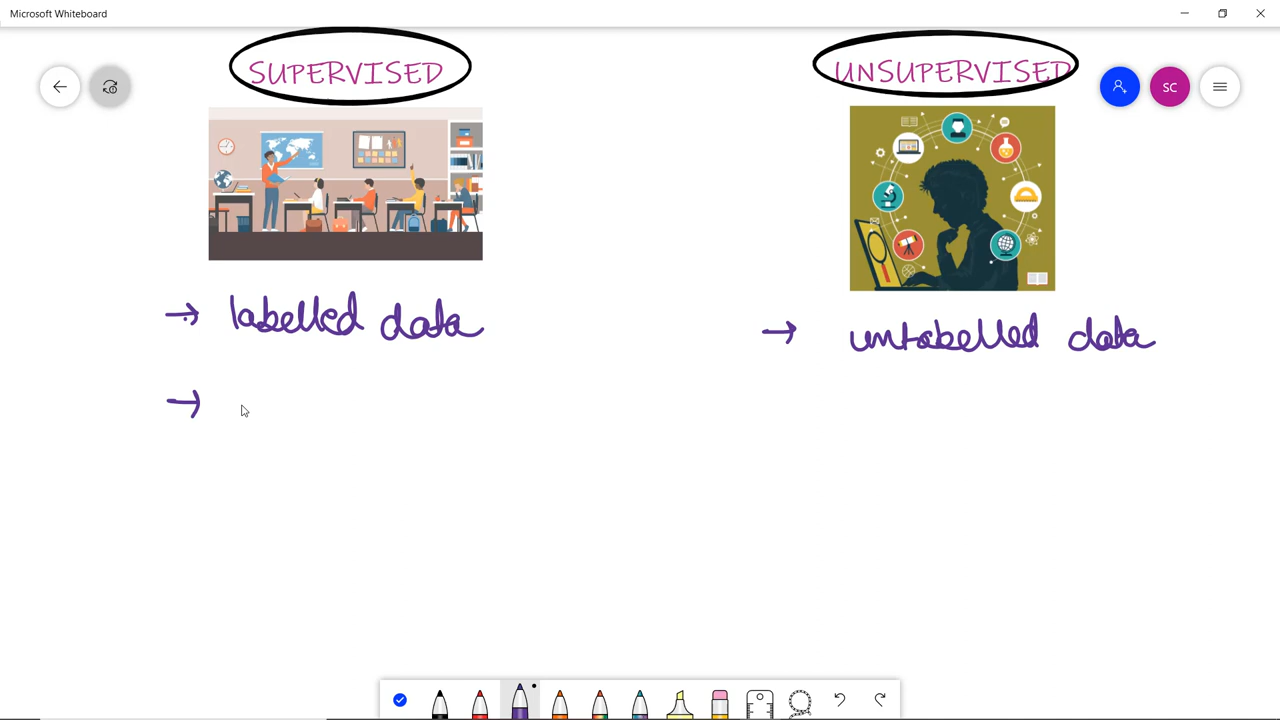 Microsoft Whiteboard
SUPERVISED
UNSUPERVISED
SC
→ labelled data
→ unlabelled data
→